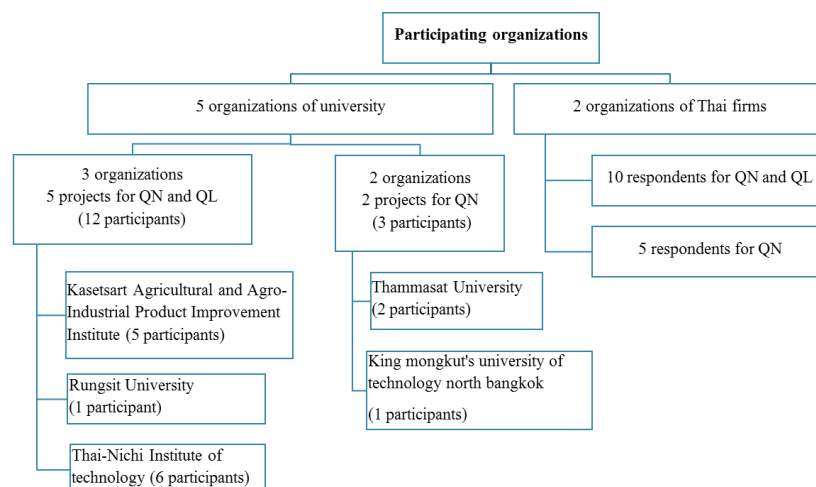 Participating organizations
5 organizations of university
2 organizations of Thai firms
3 organizations
5 projects for QN and QL
(12 participants)
2 organizations
2 projects for QN
(3 participants)
10 respondents for QN and QL
5 respondents for QN
Kasetsart Agricultural and Agro-
Industrial Product Improvement
Institute (5 participants)
Rungsit University
(1 participant)
Thai-Nichi Institute of
technology (6 participants)
Thammasat University
(2 participants)
King mongkut's university of
technology north bangkok
(1 participants)